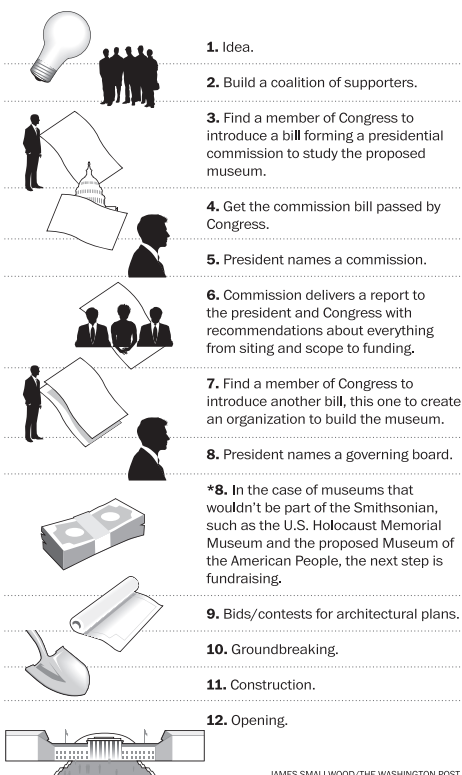 1. Idea.
2. Build a coalition of supporters.
3. Find a member of Congress to
introduce a bill forming a presidential
commission to study the proposed
museum.
4. Get the commission bill passed by
Congress.
5. President names a commission.
6. Commission delivers a report to
the president and Congress with
recommendations about everything
from siting and scope to funding.
7. Find a member of Congress to
introduce another bill, this one to create
an organization to build the museum.
8. President names a governing board.
*8. In the case of museums that
wouldn't be part of the Smithsonian,
such as the U.S. Holocaust Memorial
Museum and the proposed Museum of
the American People, the next step is
fundraising.
9. Bids/contests for architectural plans.
10. Groundbreaking.
11. Construction.
12. Opening.
JAMES SMALLWOOD/THE WASHINGTON POST